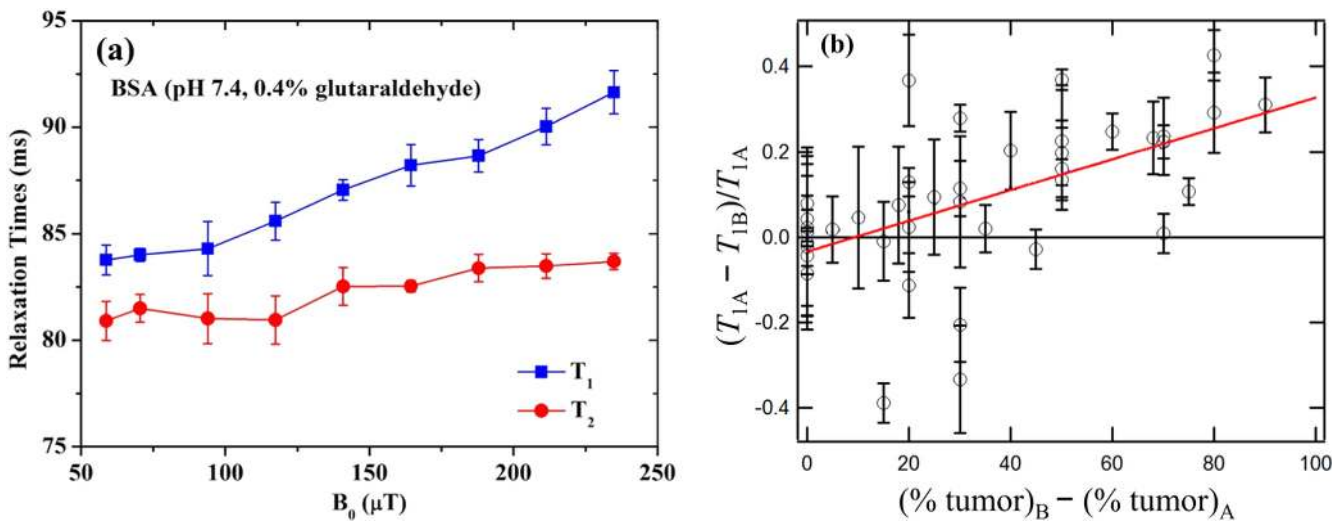 (a)
BSA (pH 7.4, 0.4% glutaraldehyde)
Relaxation Times (ms)
95
90
85
80
75
T₁
T₂
50 100 150 200 250
B₀ (μT)
(b)
(T₁A − T₁B)/T₁A
0.4
0.2
0.0
-0.2
-0.4
0 20 40 60 80 100
(% tumor)B − (% tumor)A